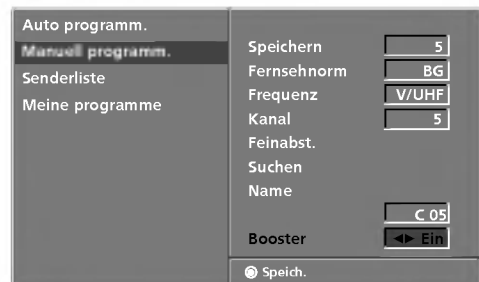 Auto programm.
Manuell programm.
Senderliste
Meine programme
Speichern 5
Fernsehnorm BG
Frequenz V/UHF
Kanal 5
Feinabst.
Suchen
Name
C 05
Booster ◄► Ein
Speich.